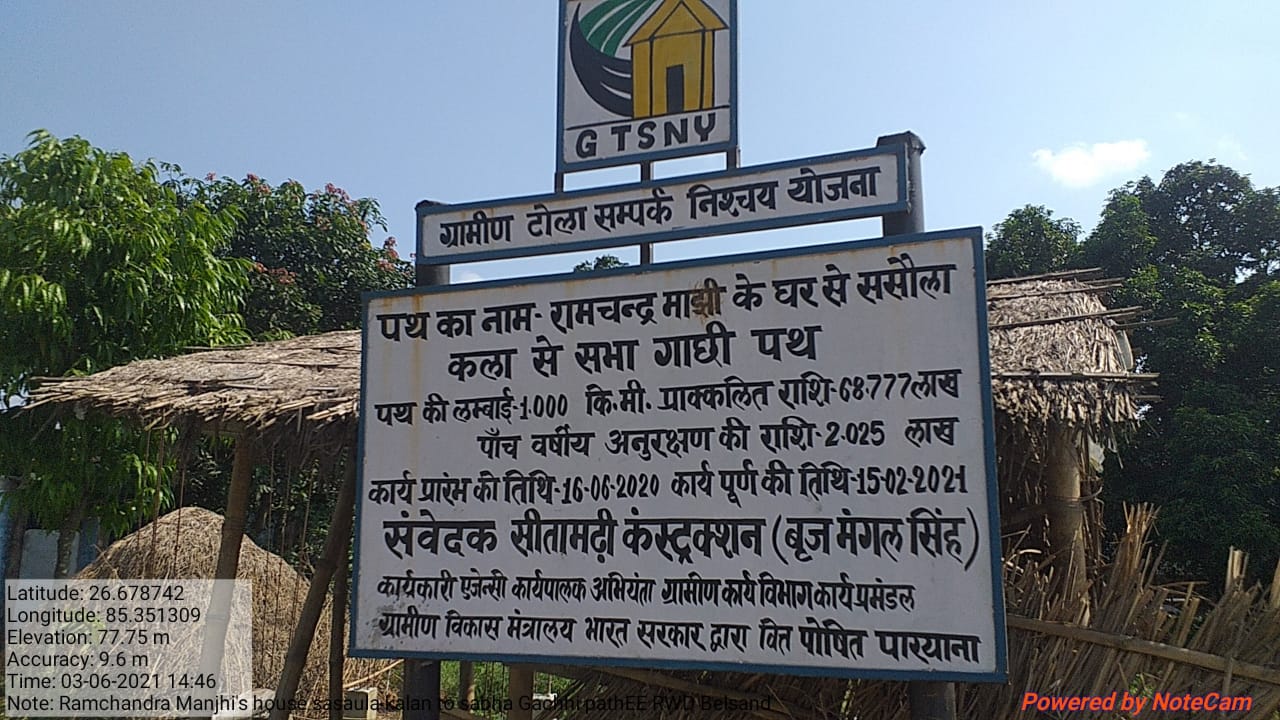 GTSNY
ग्रामीण टोला सम्पर्क निश्चय योजना
पथ का नाम- रामचन्द्र माझी के घर से ससौला
कला से सभा गाछी पथ
पथ की लम्बाई-1.000 कि.मी. प्राक्कलित राशि-68.777लाख
पाँच वर्षीय अनुरक्षण की राशि-2.025 लाख
कार्य प्रारंभ की तिथि-16-06-2020 कार्य पूर्ण की तिथि-15-02-2021
संवेदक सीतामढ़ी कंस्ट्रक्शन (बृज मंगल सिंह)
कार्यकारी एजेन्सी कार्यपालक अभियंता ग्रामीण कार्य विभाग कार्य प्रमंडल
ग्रामीण विकास मंत्रालय भारत सरकार द्वारा वित पोषित पारयाना
Latitude: 26.678742
Longitude: 85.351309
Elevation: 77.75 m
Accuracy: 9.6 m
Time: 03-06-2021 14:46
Note: Ramchandra Manjhi's house sasaula kalan to sabha Gachhi pathEE RWD Belsand
Powered by NoteCam